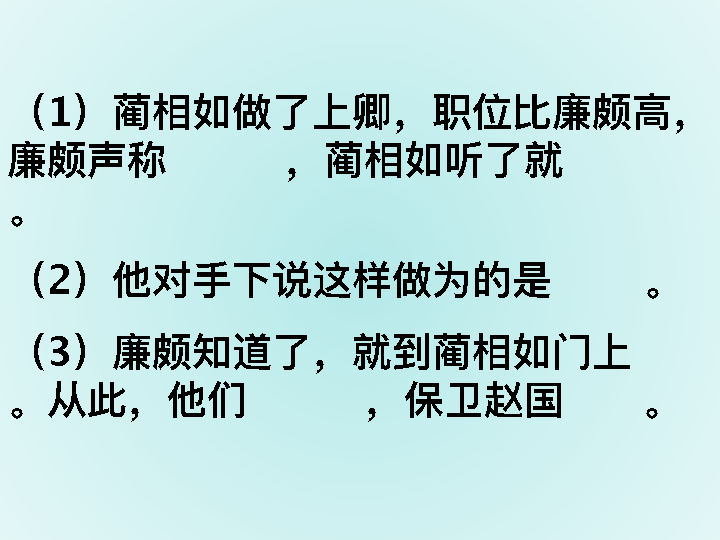 （1）蔺相如做了上卿，职位比廉颇高，
廉颇声称　　　，蔺相如听了就
。
（2）他对手下说这样做为的是　　。
（3）廉颇知道了，就到蔺相如门上
。从此，他们　　　，保卫赵国　　。